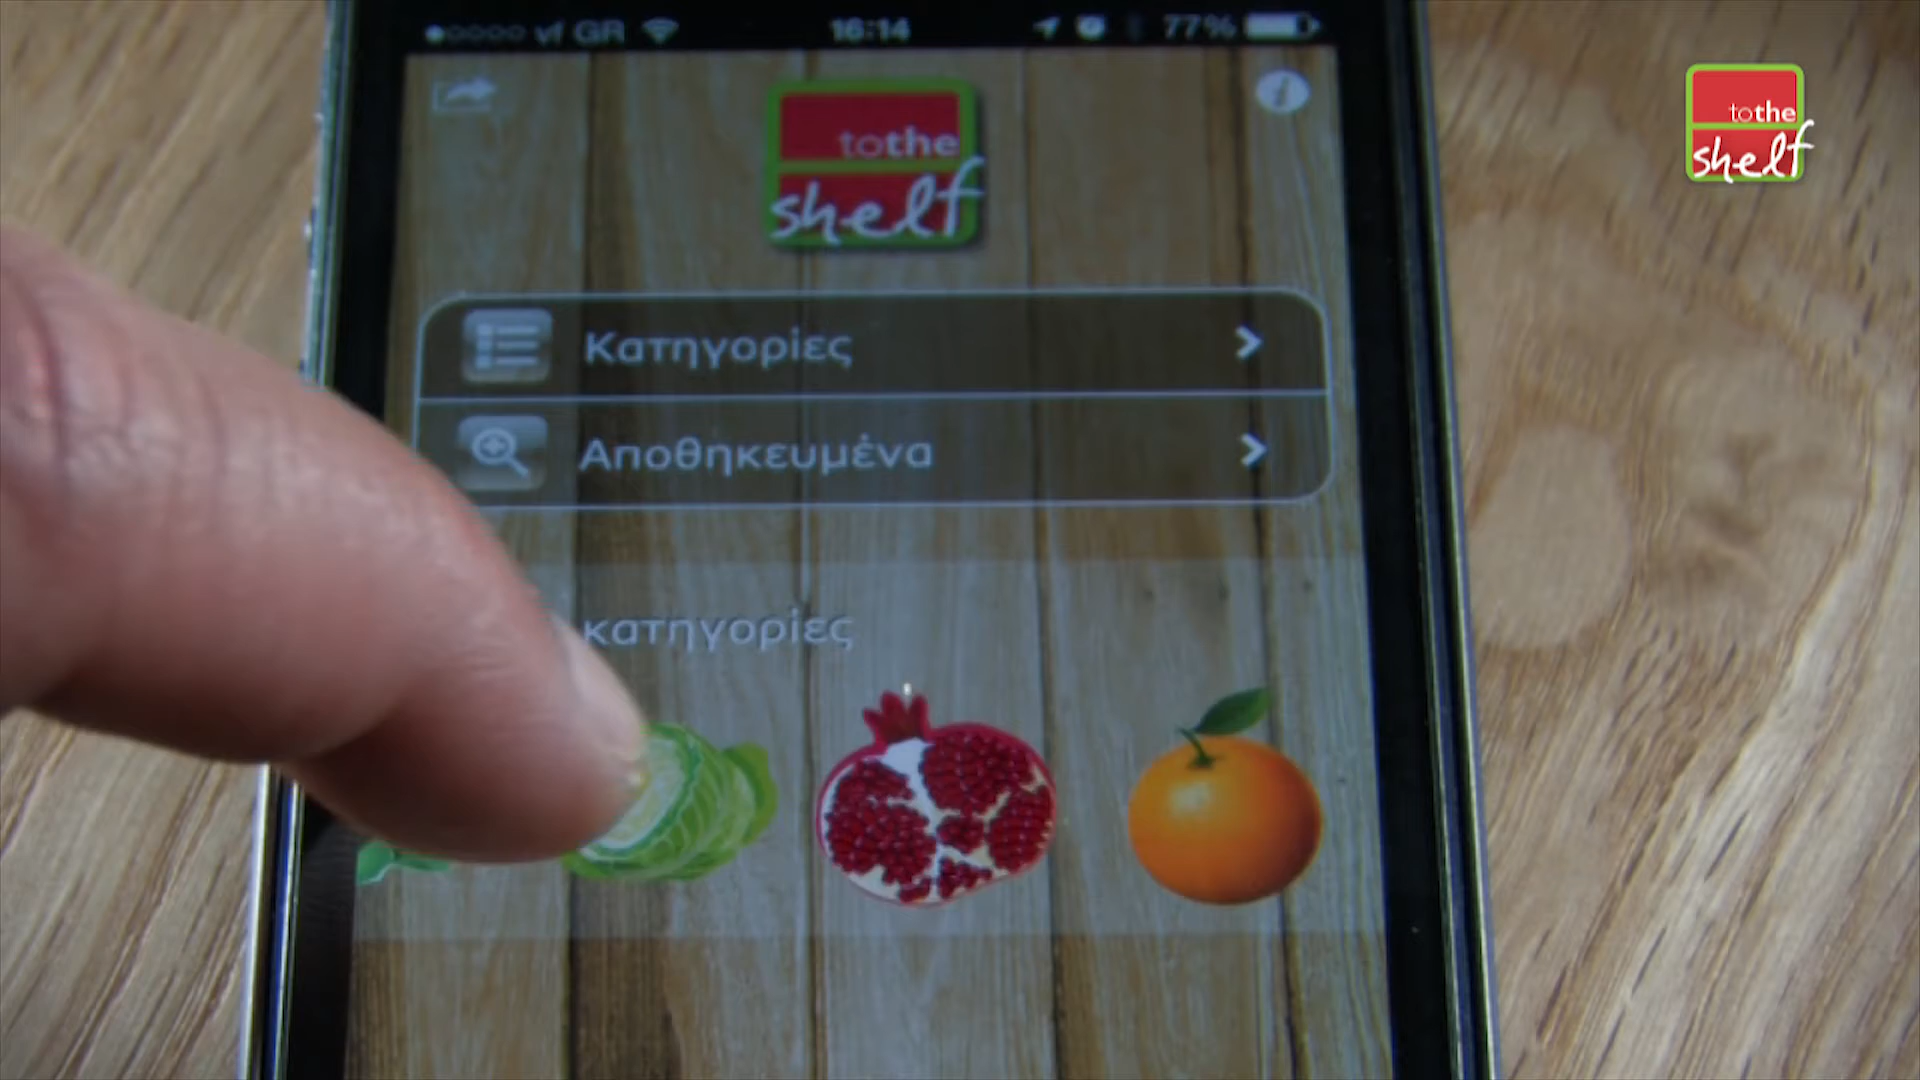 vf GR 16:14 77%
tothe
shelf
Κατηγορίες
Αποθηκευμένα
κατηγορίες
tothe
shelf